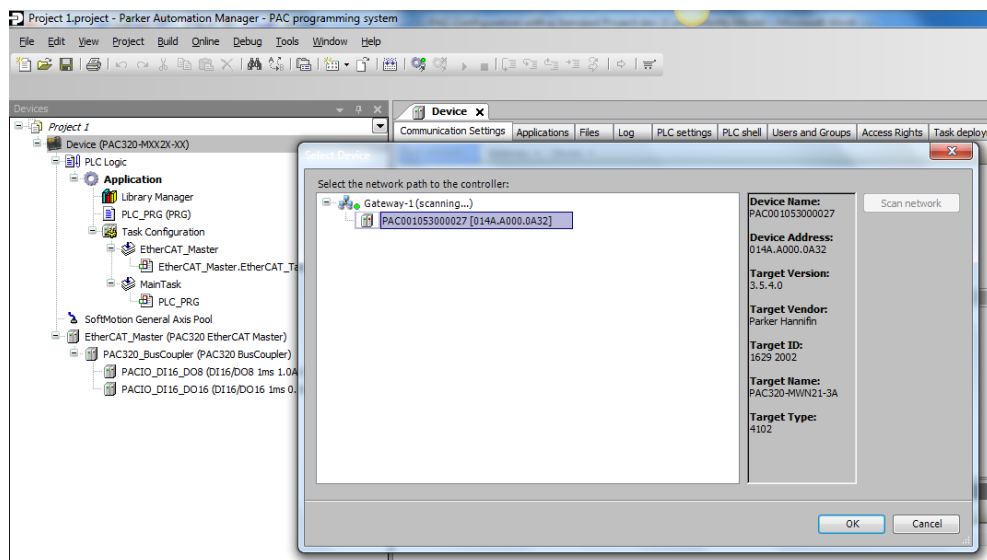 Project 1.project - Parker Automation Manager - PAC programming system
File Edit View Project Build Online Debug Tools Window Help
Devices
Device X
Project 1
Communication Settings Applications Files Log PLC settings PLC shell Users and Groups Access Rights Task deploy
Device (PAC320-MXX2X-XX)
Select Device
PLC Logic
Application
Library Manager
PLC_PRG (PRG)
Task Configuration
EtherCAT_Master
EtherCAT_Master.EtherCAT_Ta
MainTask
PLC_PRG
SoftMotion General Axis Pool
EtherCAT_Master (PAC320 EtherCAT Master)
PAC320_BusCoupler (PAC320 BusCoupler)
PACIO_DI16_DO8 (DI16/DO8 1ms 1.0A
PACIO_DI16_DO16 (DI16/DO16 1ms 0.
Select the network path to the controller:
Gateway-1 (scanning...)
PAC001053000027 [014A.A000.0A32]
Device Name:
PAC001053000027
Device Address:
014A.A000.0A32
Target Version:
3.5.4.0
Target Vendor:
Parker Hannifin
Target ID:
1629 2002
Target Name:
PAC320-MWN21-3A
Target Type:
4102
Scan network
OK Cancel